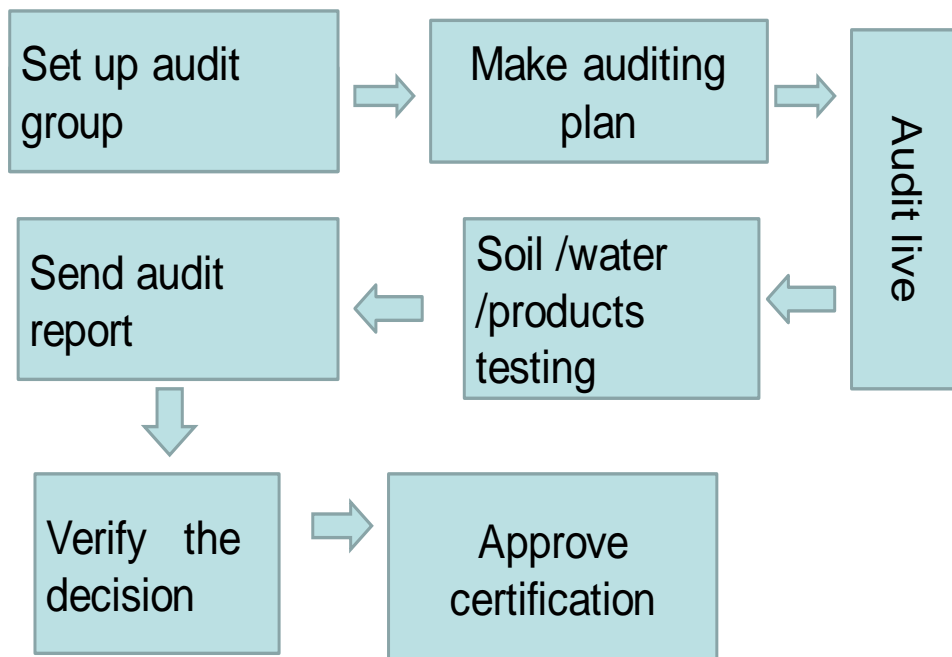 Set up audit
group
Make auditing
plan
Audit live
Soil /water
/products
testing
Send audit
report
Verify the
decision
Approve
certification